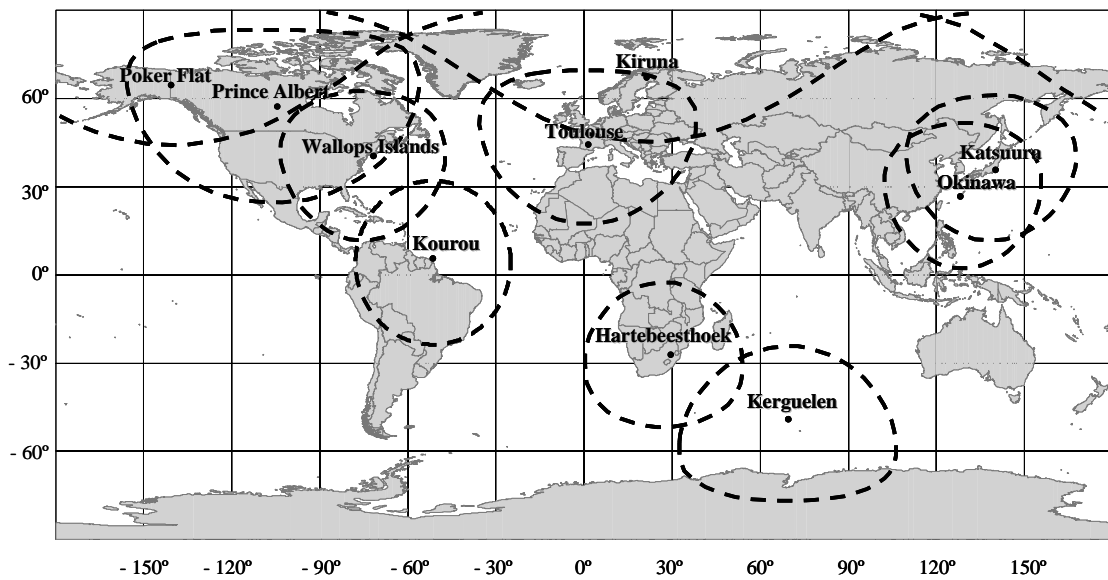 Kiruna
Poker Flat
Prince Albert
60º
Toulouse
Wallops Islands
Katsuura
30º
Okinawa
Kourou
0º
Hartebeesthoek
- 30º
Kerguelen
- 60º
- 150º - 120º - 90º - 60º - 30º 0º 30º 60º 90º 120º 150º